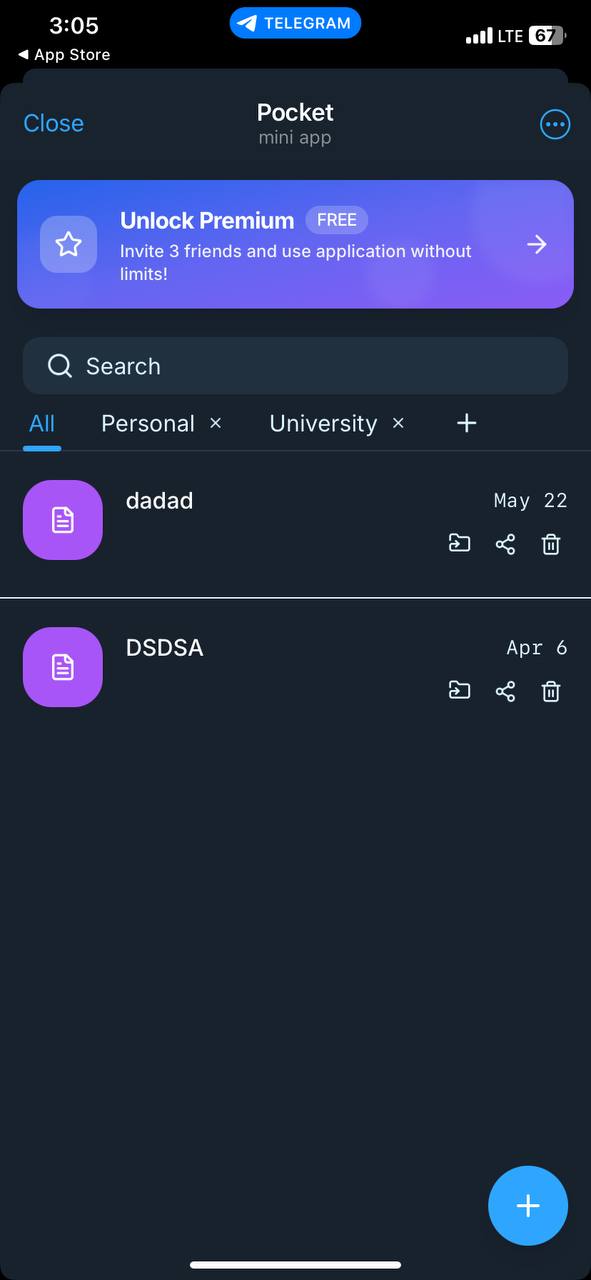 3:05
TELEGRAM
LTE
67
◀ App Store
Close
Pocket
mini app
Unlock Premium
FREE
Invite 3 friends and use application without
limits!
Search
All
Personal ×
University ×
+
dadad
May 22
DSDSA
Apr 6
+